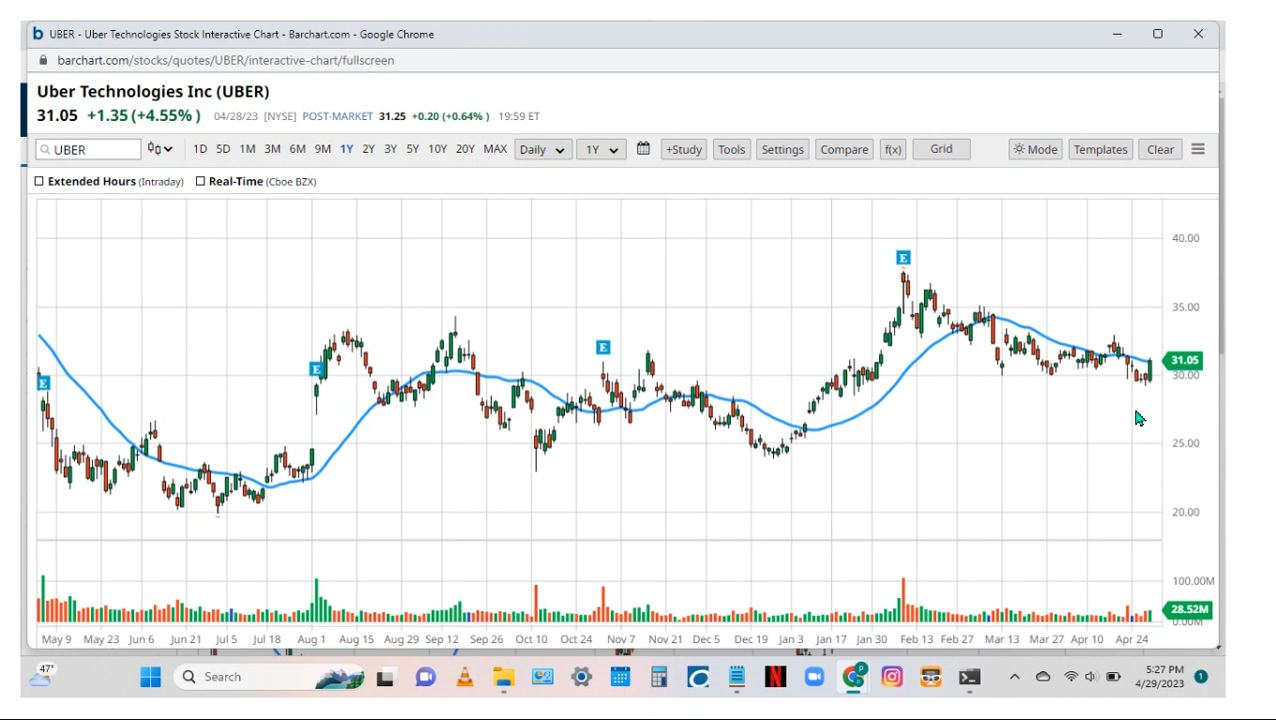 UBER - Uber Technologies Stock Interactive Chart - Barchart.com - Google Chrome
barchart.com/stocks/quotes/UBER/interactive-chart/fullscreen
Uber Technologies Inc (UBER)
31.05 +1.35 (+4.55% ) 04/28/23 [NYSE] POST-MARKET 31.25 +0.20 (+0.64% ) 19:59 ET
UBER 1D 5D 1M 3M 6M 9M 1Y 2Y 3Y 5Y 10Y 20Y MAX Daily 1Y +Study Tools Settings Compare f(x) Grid Mode Templates Clear
Extended Hours (Intraday) Real-Time (Cboe BZX)
40.00
E
35.00
E
31.05
E
30.00
E
25.00
20.00
100.00M
28.52M
0.00M
May 9 May 23 Jun 6 Jun 21 Jul 5 Jul 18 Aug 1 Aug 15 Aug 29 Sep 12 Sep 26 Oct 10 Oct 24 Nov 7 Nov 21 Dec 5 Dec 19 Jan 3 Jan 17 Jan 30 Feb 13 Feb 27 Mar 13 Mar 27 Apr 10 Apr 24
47°
Search
5:27 PM
4/29/2023
1